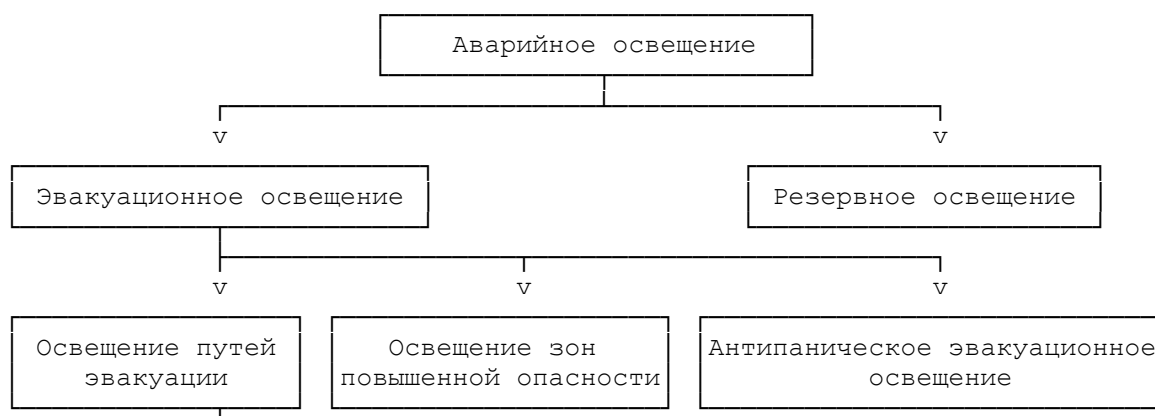 Аварийное освещение
v v
Эвакуационное освещение Резервное освещение
v v v
Освещение путей эвакуации
Освещение зон повышенной опасности
Антипаническое эвакуационное освещение